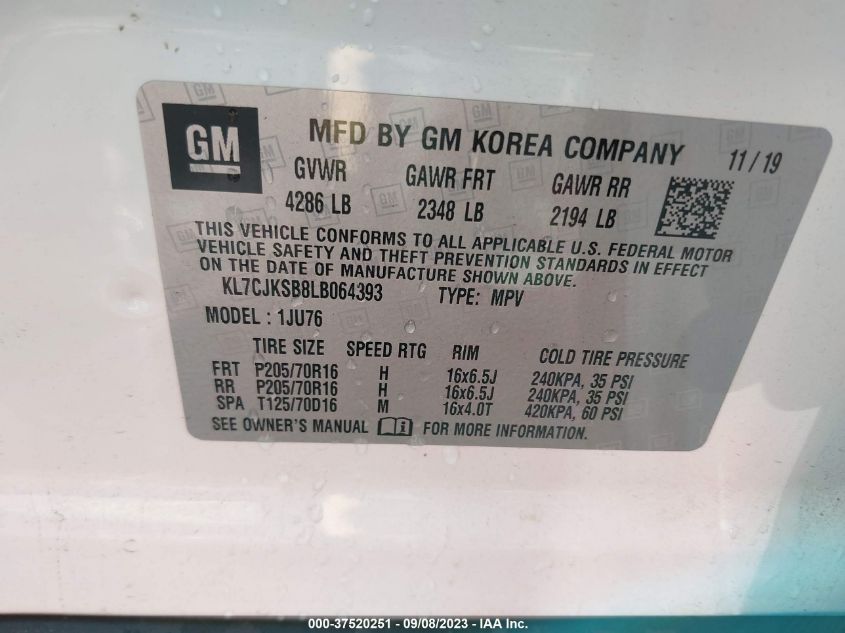 GM
MFD BY GM KOREA COMPANY 11 / 19
GVWR GAWR FRT GAWR RR
4286 LB 2348 LB 2194 LB
THIS VEHICLE CONFORMS TO ALL APPLICABLE U.S. FEDERAL MOTOR
VEHICLE SAFETY AND THEFT PREVENTION STANDARDS IN EFFECT
ON THE DATE OF MANUFACTURE SHOWN ABOVE.
KL7CJKSB8LB064393 TYPE: MPV
MODEL : 1JU76
TIRE SIZE SPEED RTG RIM COLD TIRE PRESSURE
FRT P205/70R16 H 16x6.5J 240KPA, 35 PSI
RR P205/70R16 H 16x6.5J 240KPA, 35 PSI
SPA T125/70D16 M 16x4.0T 420KPA, 60 PSI
SEE OWNER'S MANUAL i FOR MORE INFORMATION.
000-37520251 - 09/08/2023 - IAA Inc.